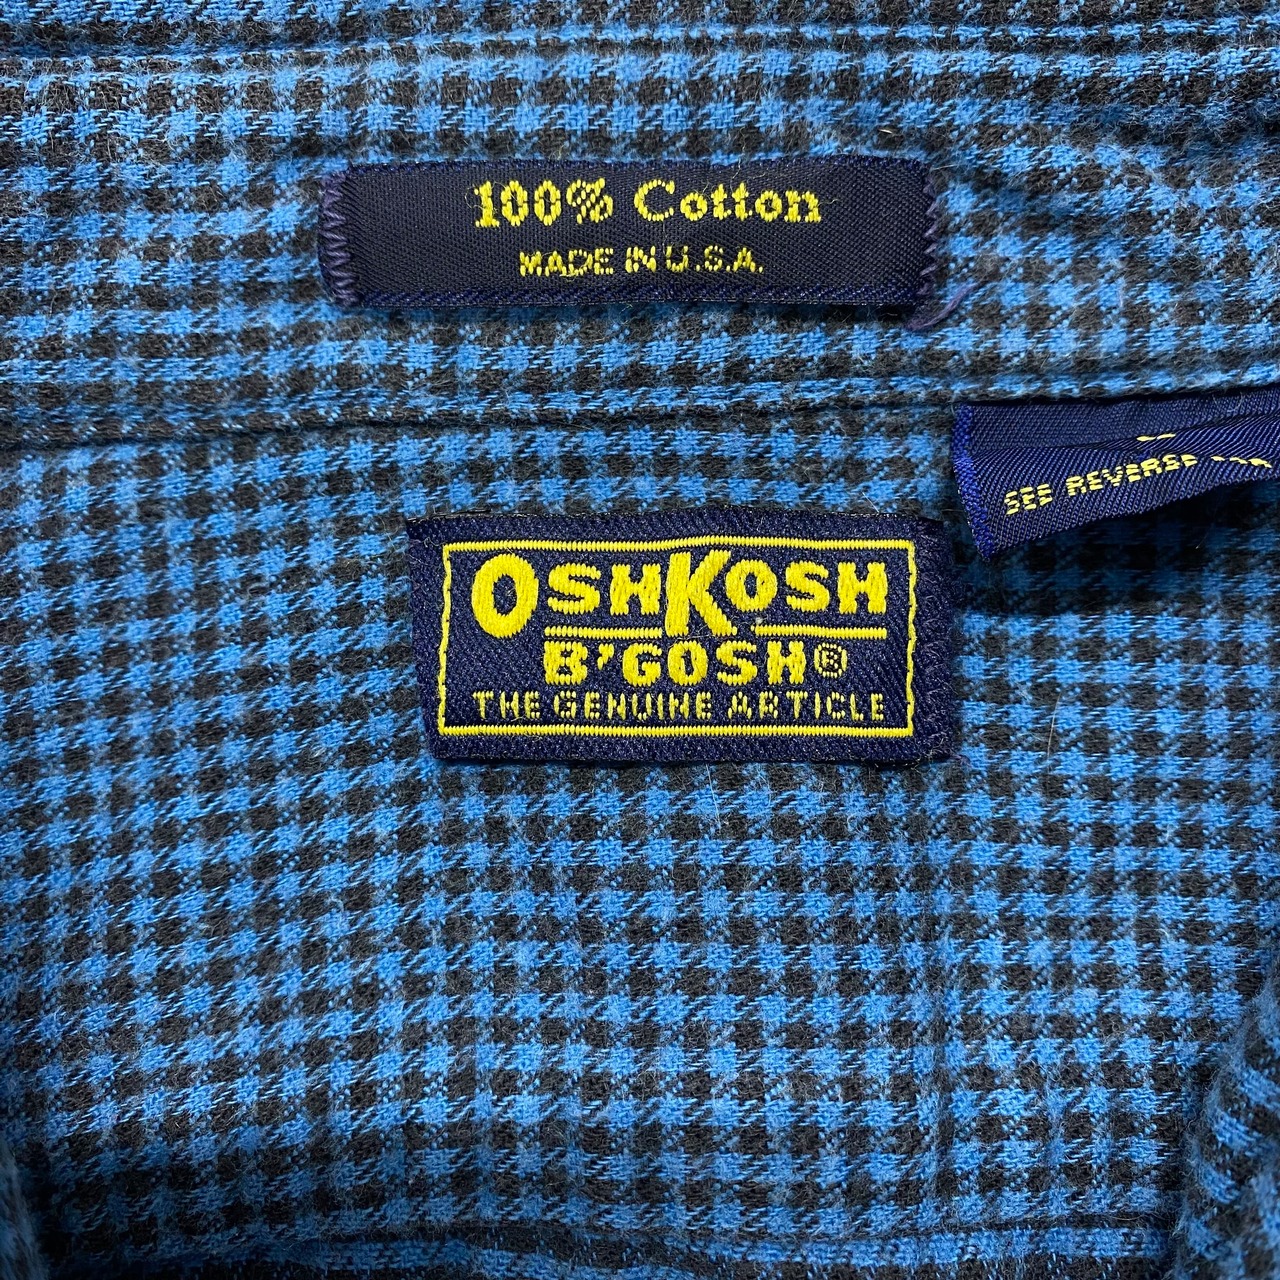 100% Cotton
MADE IN U.S.A.
SEE REVERSE
OSHKOSH
B'GOSH®
THE GENUINE ARTICLE